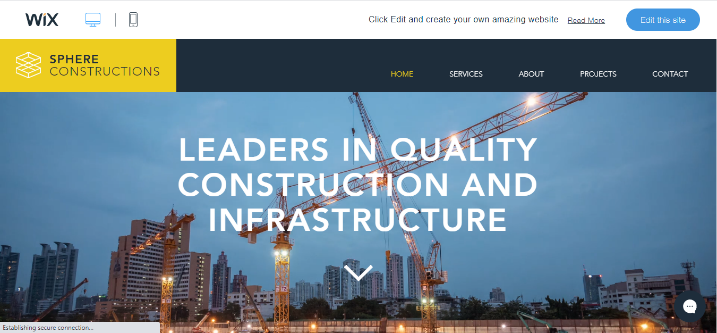 WiX
Click Edit and create your own amazing website
Read More
Edit this site
SPHERE
CONSTRUCTIONS
HOME
SERVICES
ABOUT
PROJECTS
CONTACT
LEADERS IN QUALITY
CONSTRUCTION AND
INFRASTRUCTURE
Establishing secure connection...